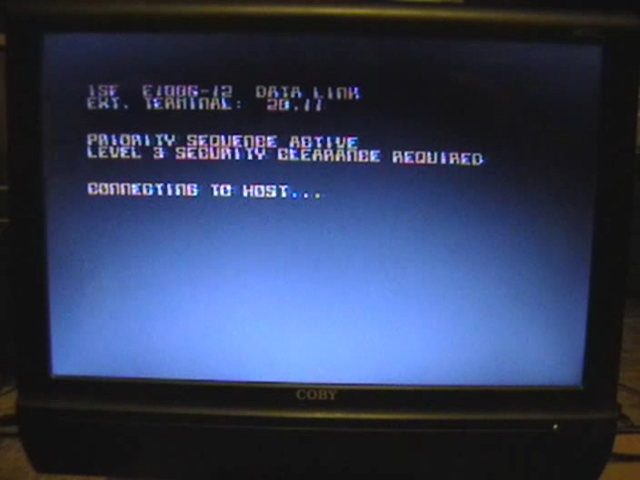 ISF E1006-12 DATA LINK
EXT. TERMINAL: 20.11
PRIORITY SEQUENCE ACTIVE
LEVEL 3 SECURITY CLEARANCE REQUIRED
CONNECTING TO HOST...
COBY